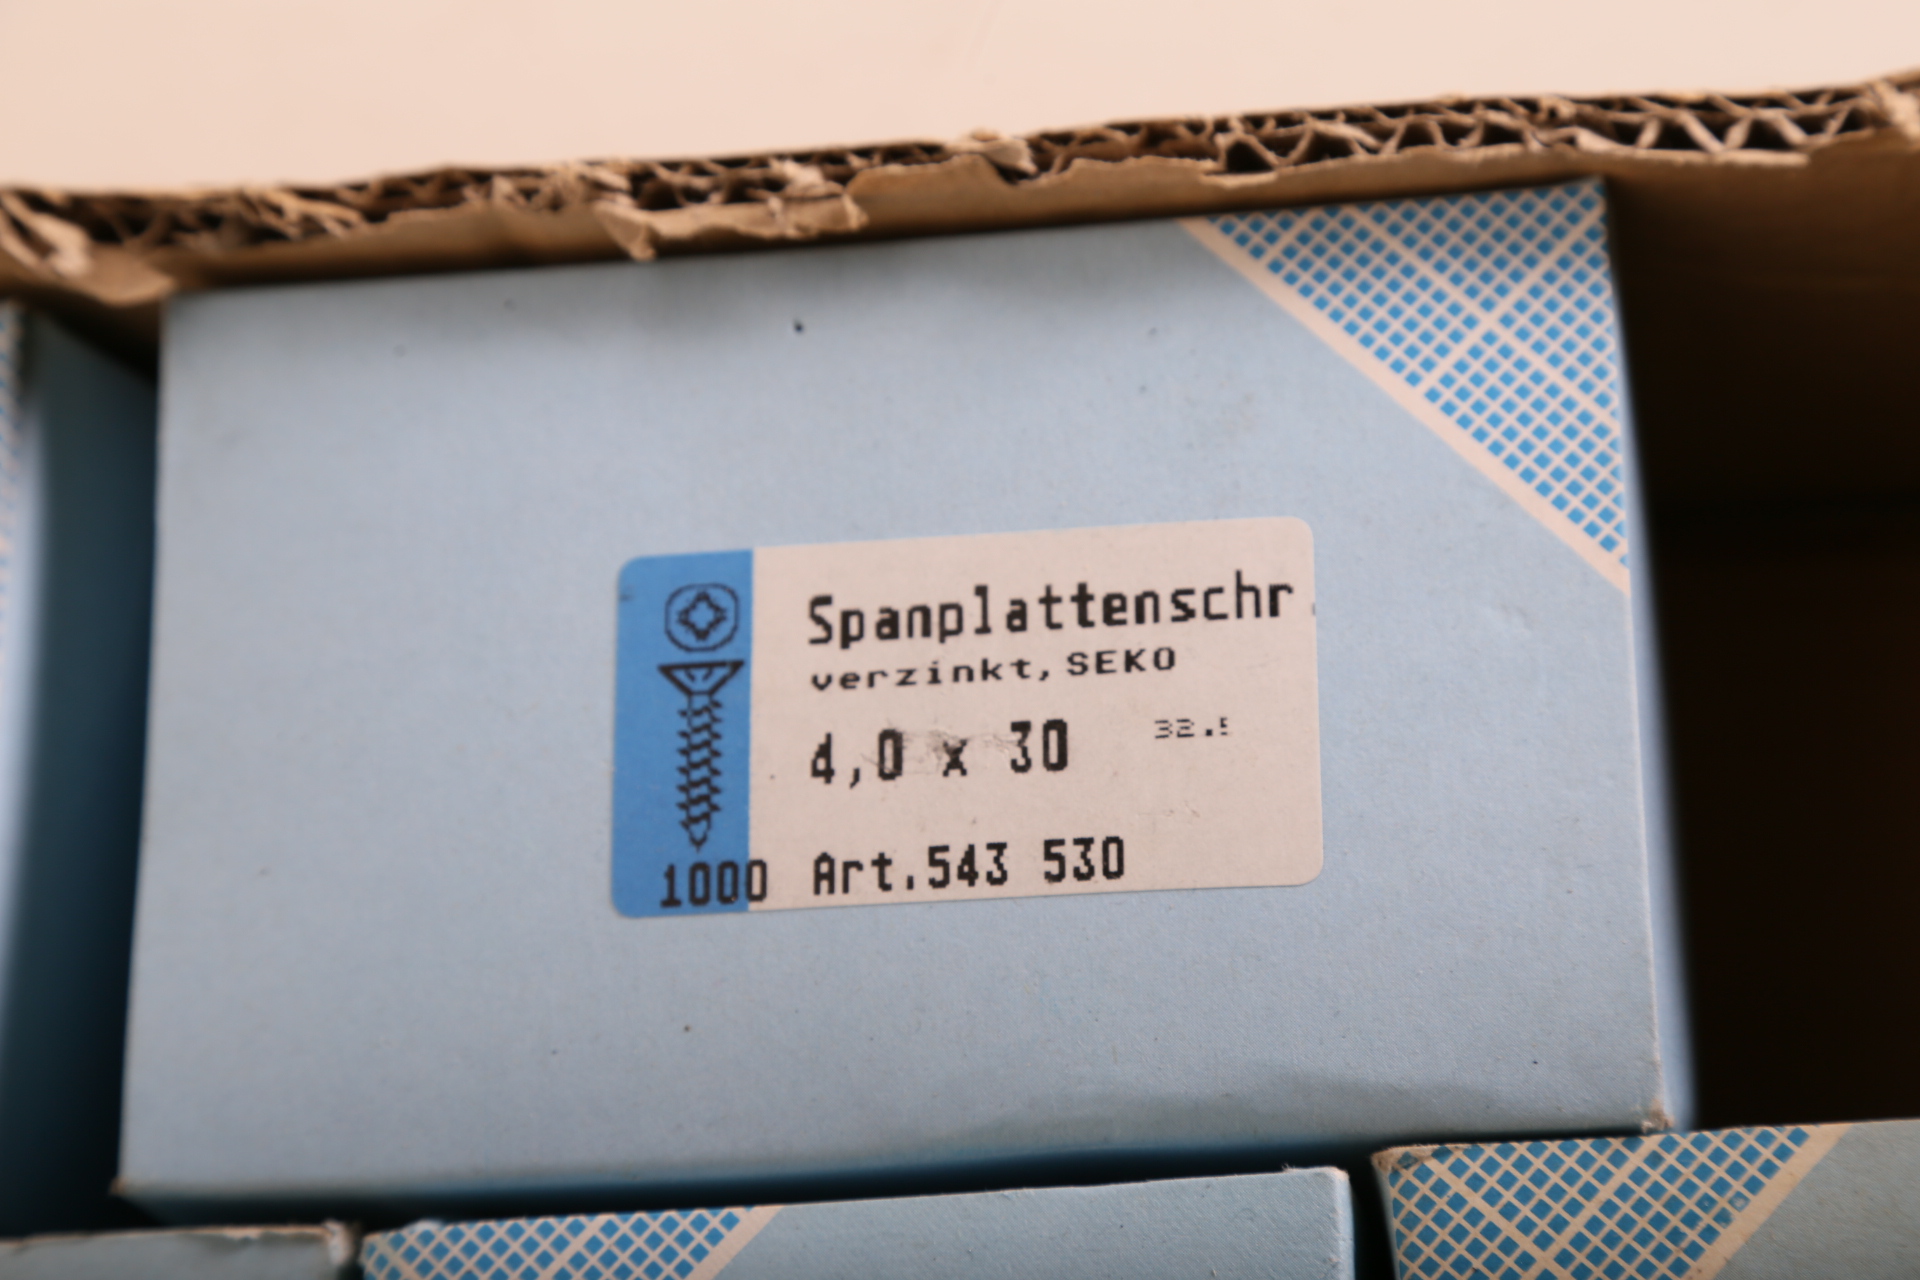 Spanplattenschr.
verzinkt, SEKO
4,0 x 30
1000 Art.543 530